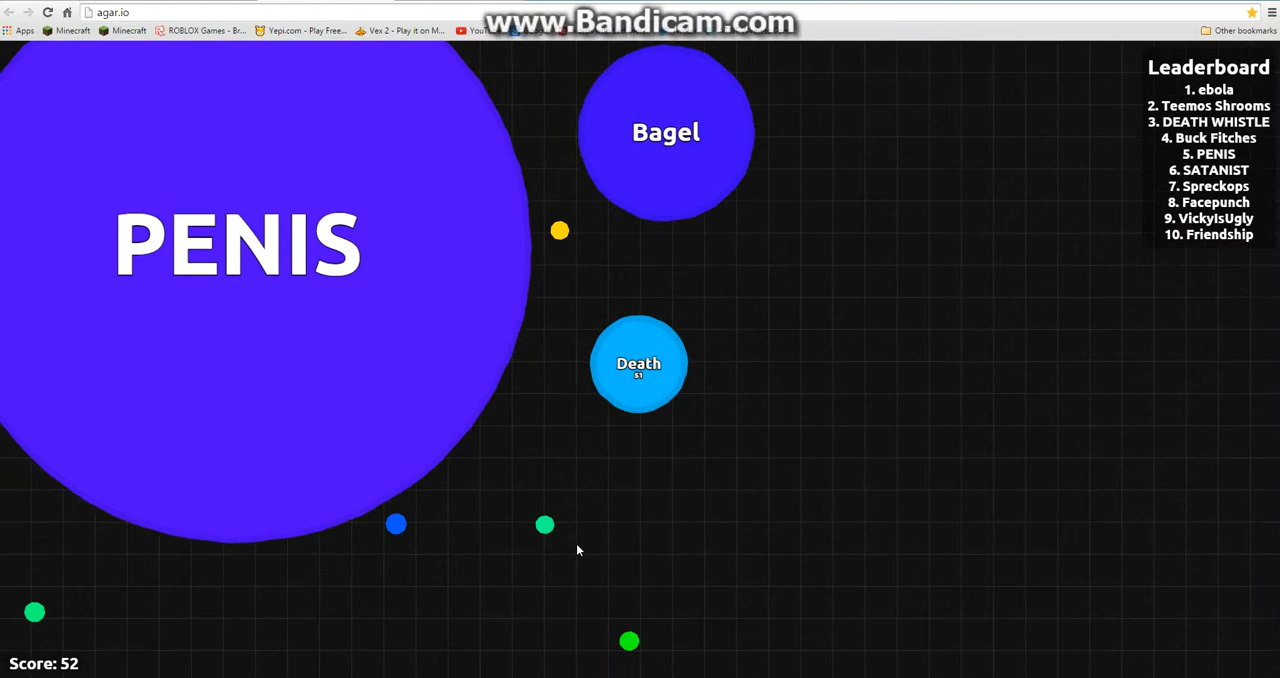 agar.io
www.Bandicam.com
Apps
Minecraft
Minecraft
ROBLOX Games - Br...
Yepi.com - Play Free...
Vex 2 - Play it on M...
Other bookmarks
PENIS
Bagel
Death
51
Leaderboard
1. ebola
2. Teemos Shrooms
3. DEATH WHISTLE
4. Buck Fitches
5. PENIS
6. SATANIST
7. Spreckops
8. Facepunch
9. VickyIsUgly
10. Friendship
Score: 52